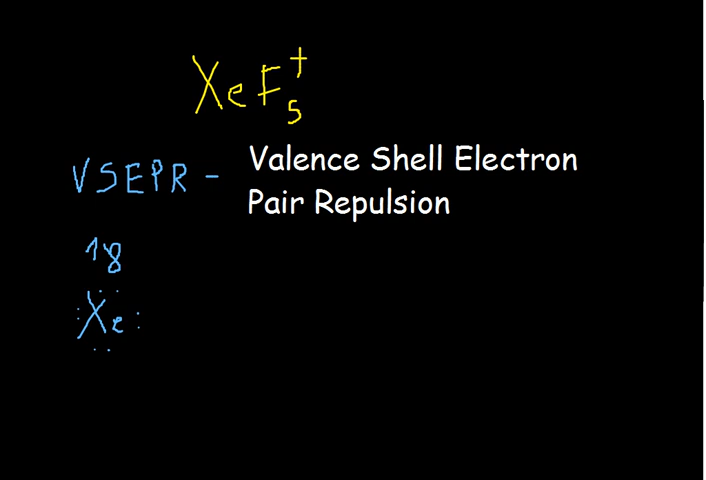 XeF₅⁺
VSEPR - Valence Shell Electron
Pair Repulsion
18
Xe